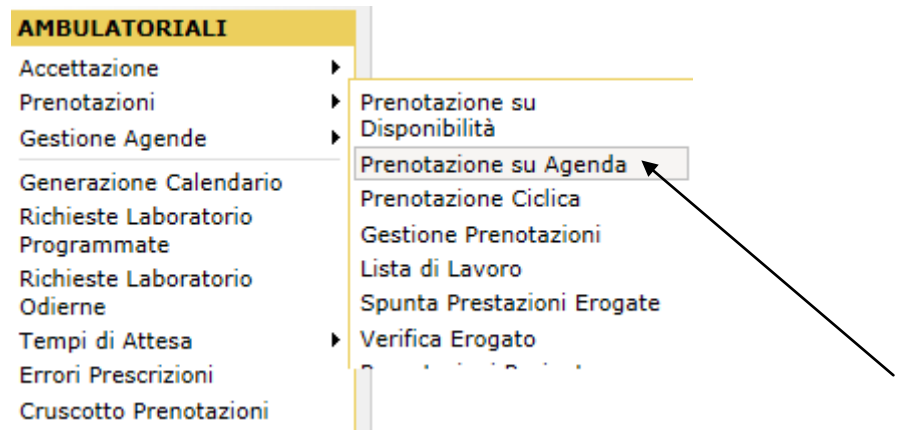 AMBULATORIALI
Accettazione
Prenotazioni
Gestione Agende
Generazione Calendario
Richieste Laboratorio
Programmate
Richieste Laboratorio
Odierne
Tempi di Attesa
Errori Prescrizioni
Cruscotto Prenotazioni
Prenotazione su
Disponibilità
Prenotazione su Agenda
Prenotazione Ciclica
Gestione Prenotazioni
Lista di Lavoro
Spunta Prestazioni Erogate
Verifica Erogato